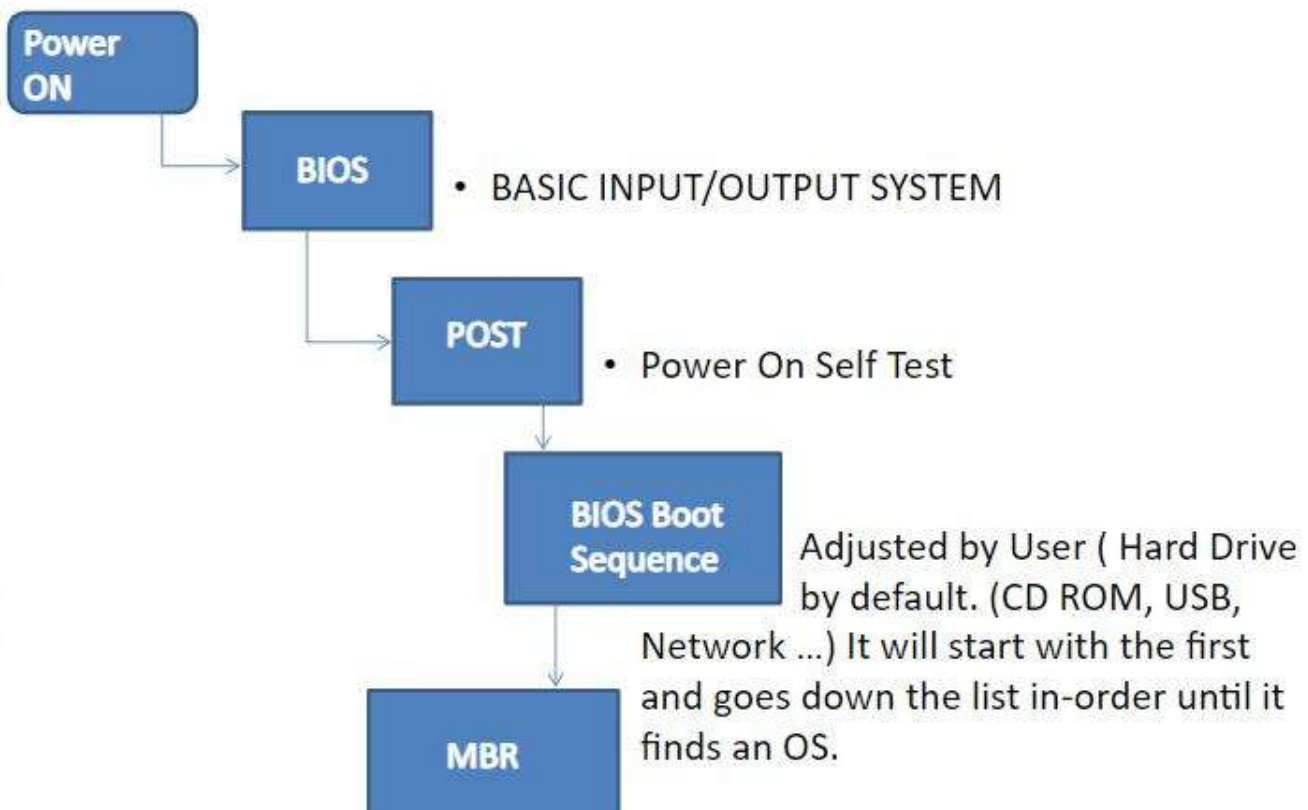 Power
ON
BIOS
• BASIC INPUT/OUTPUT SYSTEM
POST
• Power On Self Test
BIOS Boot
Sequence
Adjusted by User ( Hard Drive
by default. (CD ROM, USB,
Network ...) It will start with the first
and goes down the list in-order until it
finds an OS.
MBR